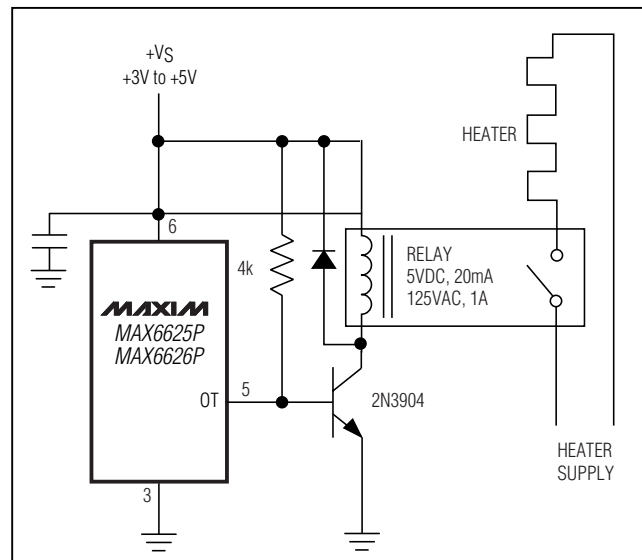 +VS
+3V to +5V
HEATER
6
4k
RELAY
5VDC, 20mA
125VAC, 1A
MAXIM
MAX6625P
MAX6626P
OT
5
2N3904
3
HEATER
SUPPLY